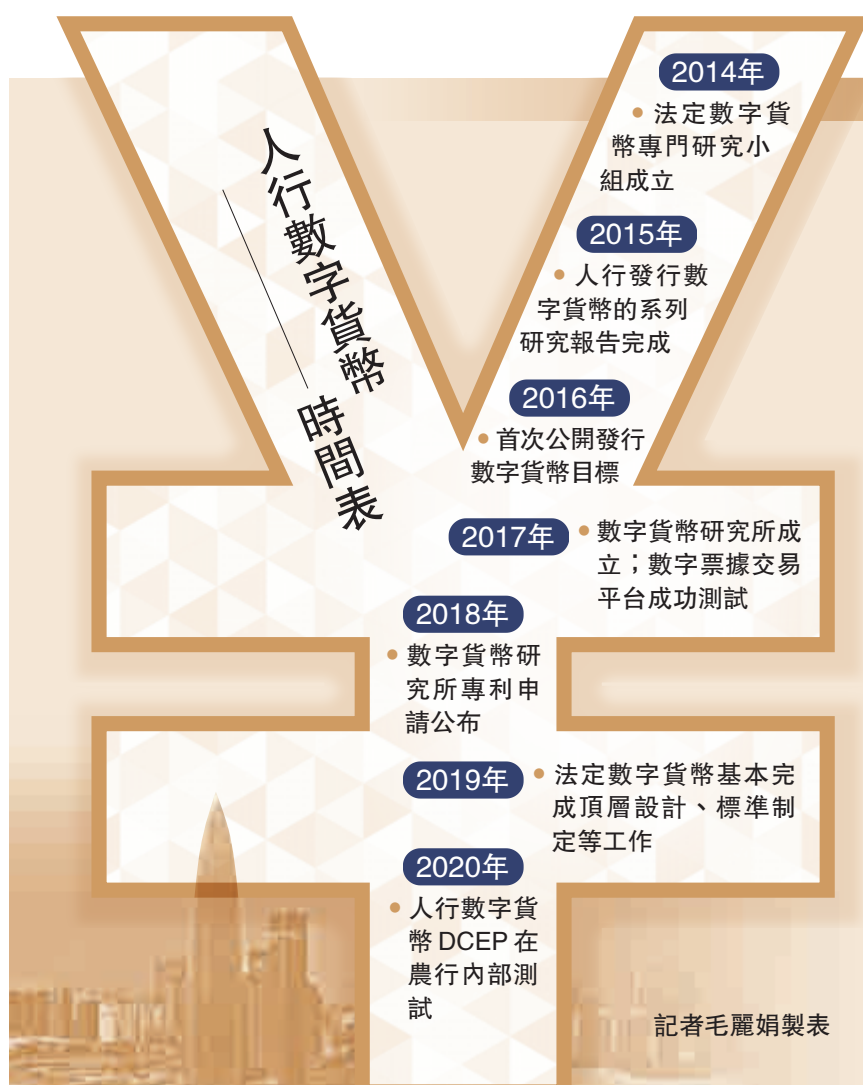 人行數字貨幣
時間表
2014年
• 法定數字貨
幣專門研究小
組成立
2015年
• 人行發行數
字貨幣的系列
研究報告完成
2016年
• 首次公開發行
數字貨幣目標
2017年
• 數字貨幣研究所成
立；數字票據交易
平台成功測試
2018年
• 數字貨幣研
究所專利申
請公布
2019年
• 法定數字貨幣基本完
成頂層設計、標準制
定等工作
2020年
• 人行數字貨
幣DCEP在
農行內部測
試
記者毛麗娟製表